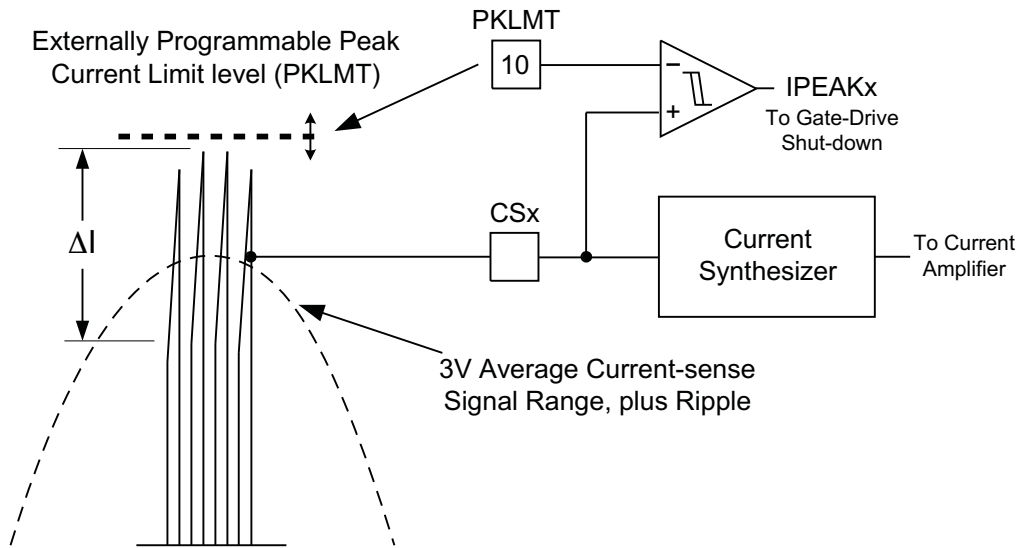 Externally Programmable Peak
Current Limit level (PKLMT)
PKLMT
10
−
+
IPEAKx
To Gate-Drive
Shut-down
ΔI
CSx
Current
Synthesizer
To Current
Amplifier
3V Average Current-sense
Signal Range, plus Ripple